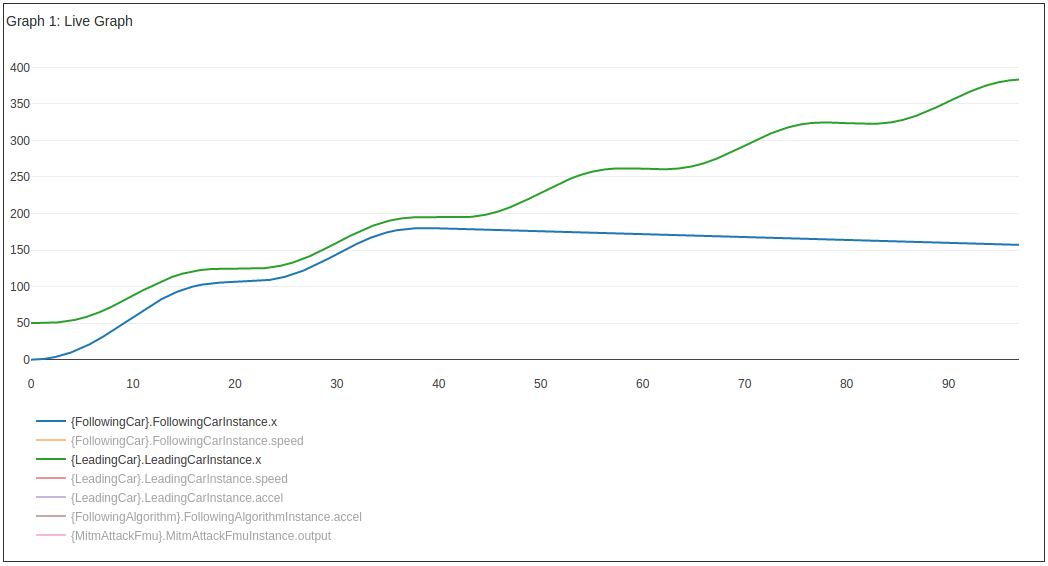 Graph 1: Live Graph
400
350
300
250
200
150
100
50
0
0 10 20 30 40 50 60 70 80 90
{FollowingCar}.FollowingCarInstance.x
{FollowingCar}.FollowingCarInstance.speed
{LeadingCar}.LeadingCarInstance.x
{LeadingCar}.LeadingCarInstance.speed
{LeadingCar}.LeadingCarInstance.accel
{FollowingAlgorithm}.FollowingAlgorithmInstance.accel
{MitmAttackFmu}.MitmAttackFmuInstance.output